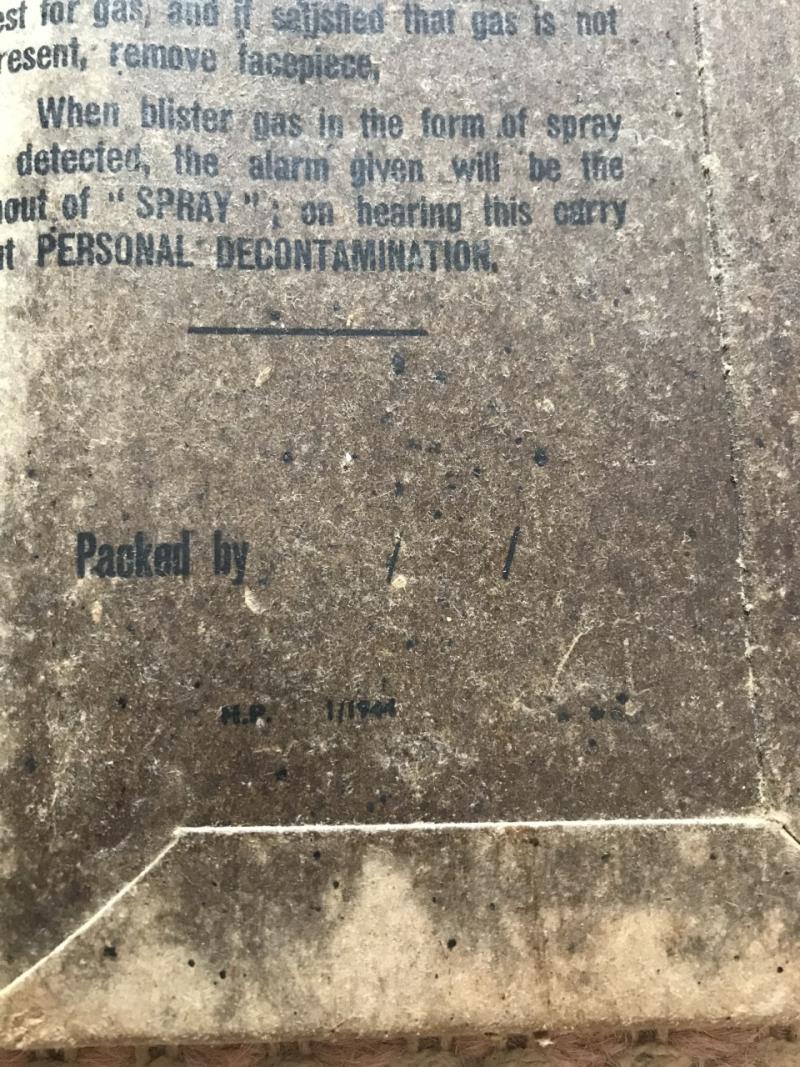 est for gas, and if satisfied that gas is not
resent, remove facepiece,
When blister gas in the form of spray
detected, the alarm given will be the
hout of “ SPRAY ” ; on hearing this carry
ut PERSONAL DECONTAMINATION.
Packed by / /
H.P. 1/1944